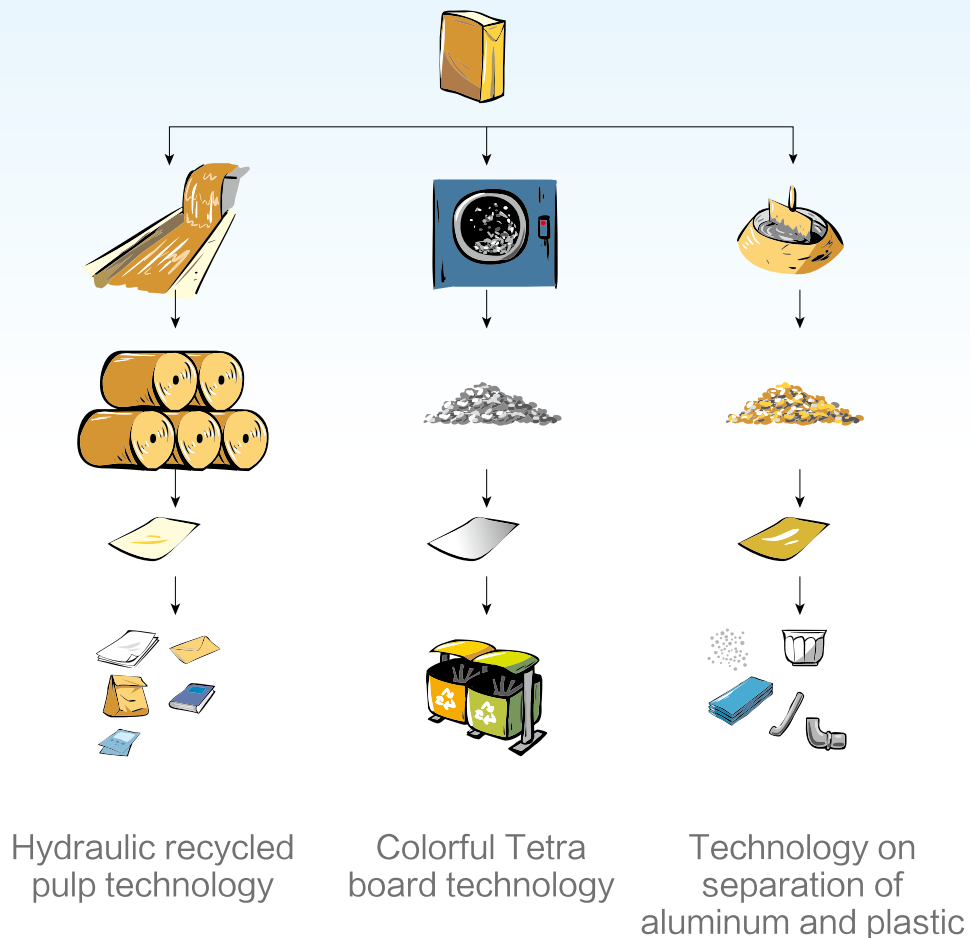 Hydraulic recycled
pulp technology
Colorful Tetra
board technology
Technology on
separation of
aluminum and plastic